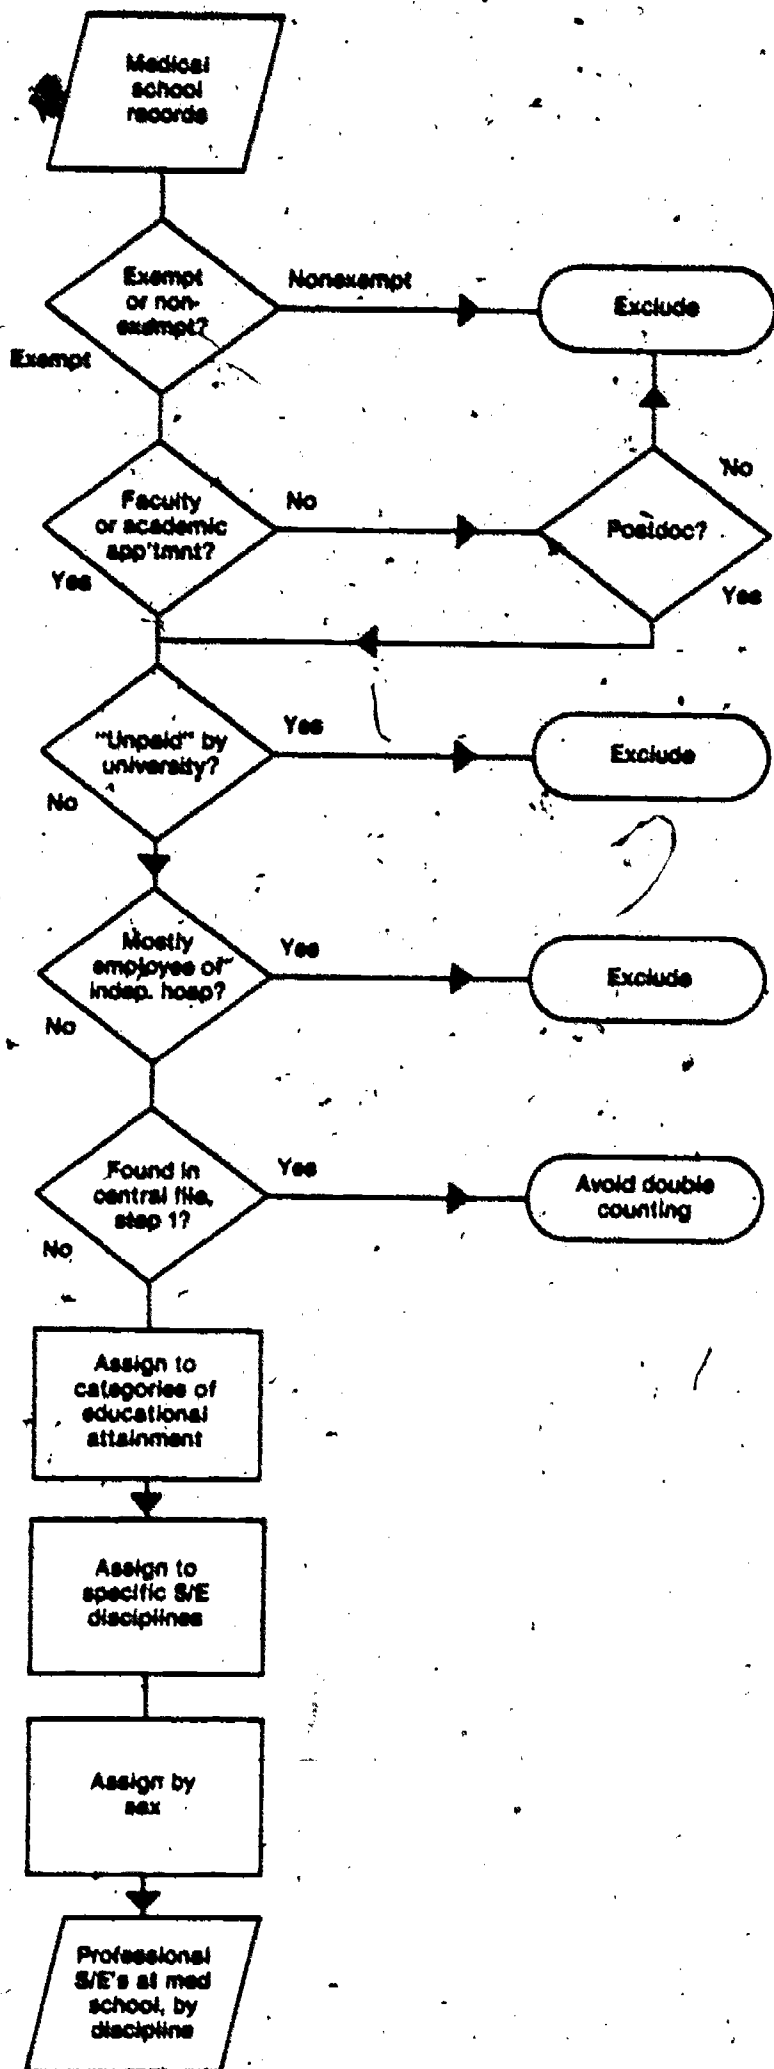 Medical
school
records
Exempt
or non-
exempt?
Nonexempt
Exclude
Exempt
Faculty
or academic
app'tmnt?
No
Yes
Postdoc?
No
Yes
"Unpaid" by
university?
Yes
No
Exclude
Mostly
employee of
indep. hosp?
Yes
No
Exclude
Found in
central file,
step 1?
Yes
No
Avoid double
counting
Assign to
categories of
educational
attainment
Assign to
specific S/E
disciplines
Assign by
sex
Professional
S/E's at med
school, by
discipline